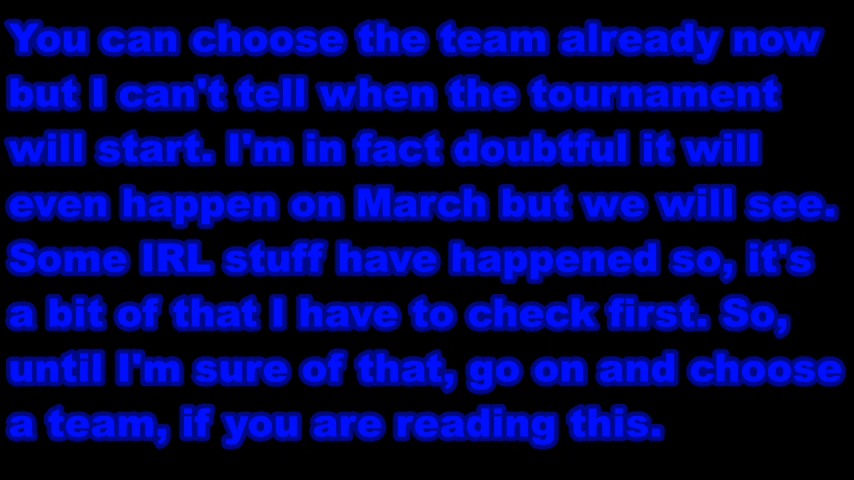 You can choose the team already now
but I can't tell when the tournament
will start. I'm in fact doubtful it will
even happen on March but we will see.
Some IRL stuff have happened so, it's
a bit of that I have to check first. So,
until I'm sure of that, go on and choose
a team, if you are reading this.